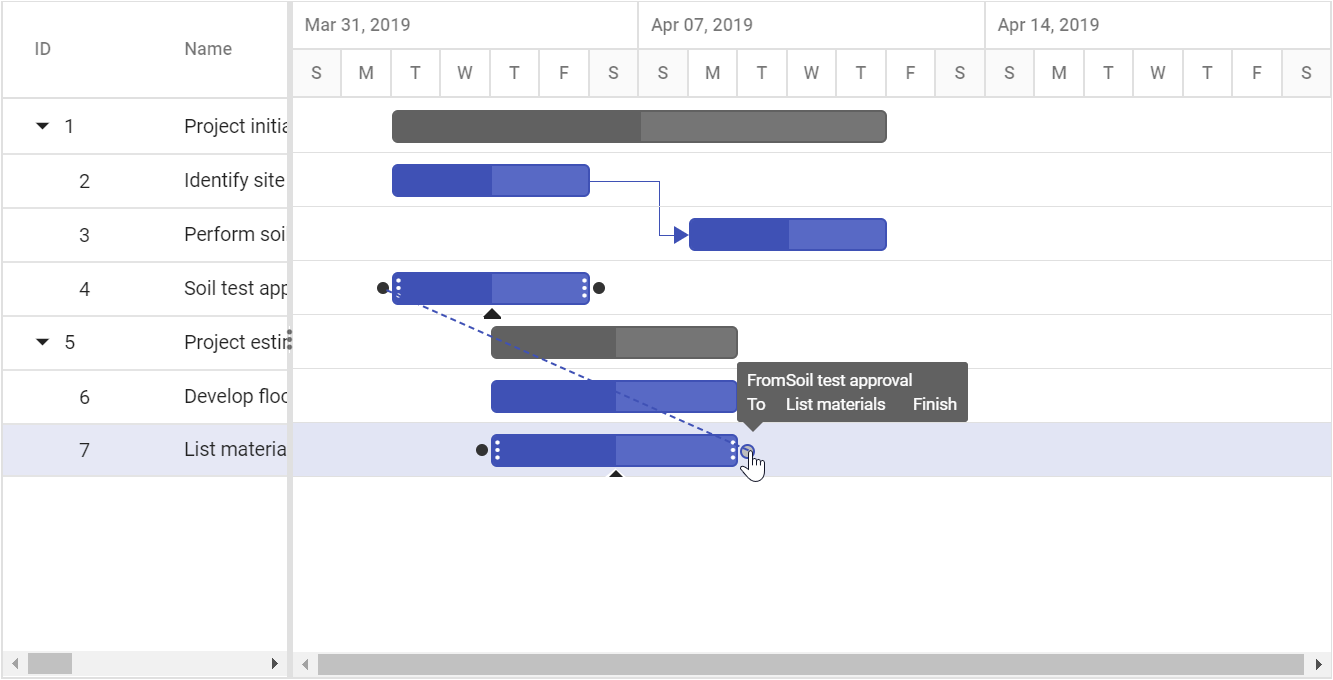 ID Name
Mar 31, 2019 Apr 07, 2019 Apr 14, 2019
S M T W T F S S M T W T F S S M T W T F S
1 Project initia
2 Identify site
3 Perform soi
4 Soil test app
5 Project estin
6 Develop floo
7 List materia
FromSoil test approval
To List materials Finish